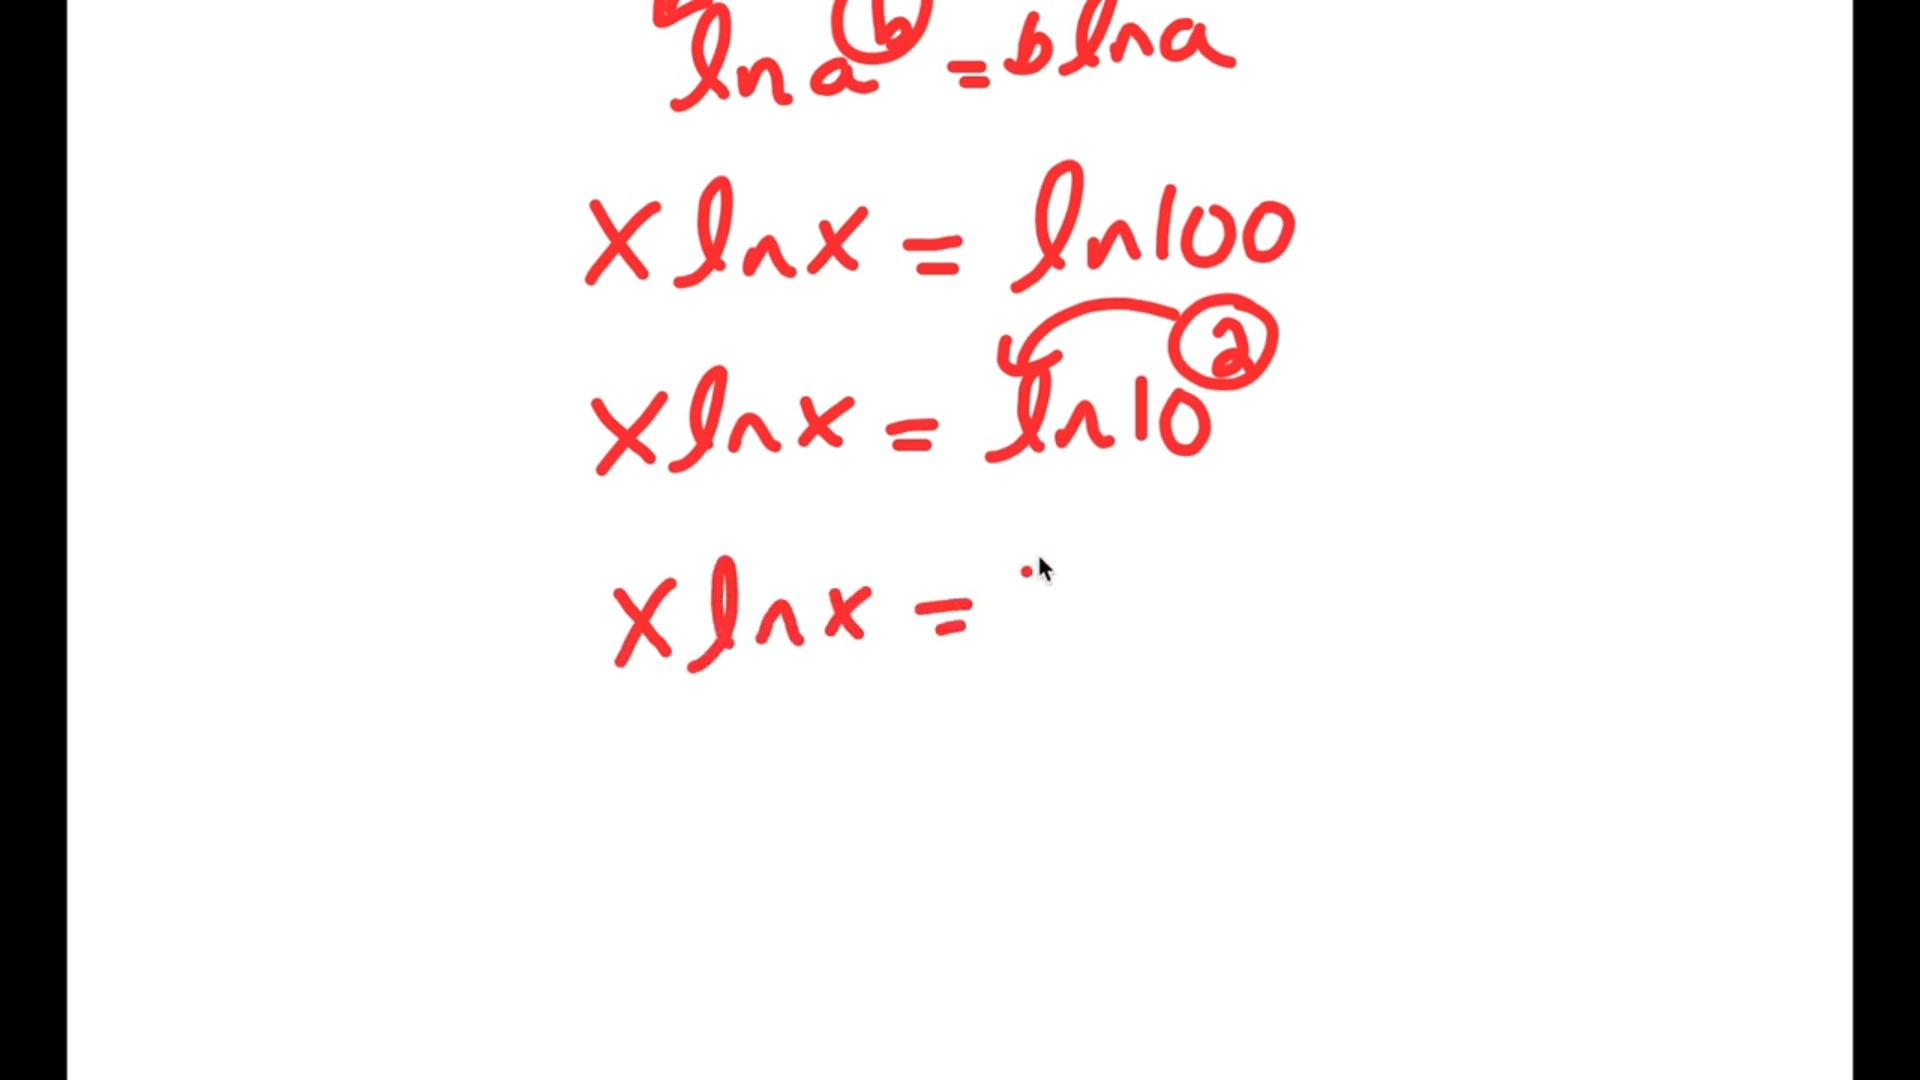 ln a^b = b ln a
x ln x = ln 100
x ln x = ln 10^2
x ln x =